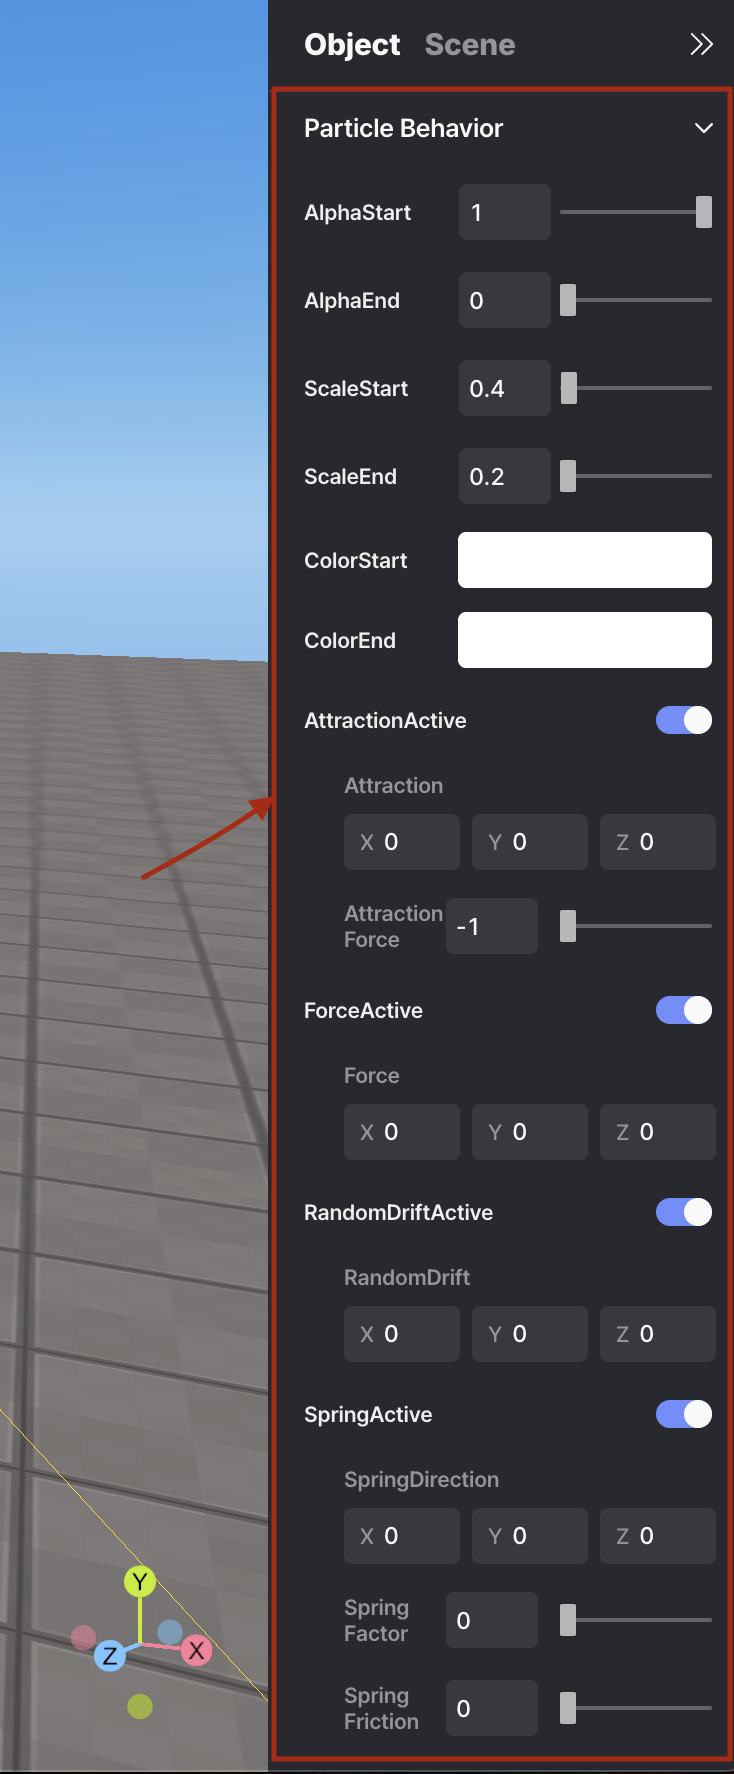 Object Scene
Particle Behavior
AlphaStart 1
AlphaEnd 0
ScaleStart 0.4
ScaleEnd 0.2
ColorStart
ColorEnd
AttractionActive
Attraction
X 0 Y 0 Z 0
Attraction
Force -1
ForceActive
Force
X 0 Y 0 Z 0
RandomDriftActive
RandomDrift
X 0 Y 0 Z 0
SpringActive
SpringDirection
X 0 Y 0 Z 0
Spring
Factor 0
Spring
Friction 0
Y
Z X